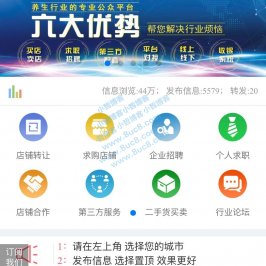 养生行业的专业公众平台
六大优势
帮您解决行业烦恼
买店 求职 第三方 平台 线上
卖店 招聘 对接 线下
信息浏览:44万; 发布信息:5579; 转发:20
店铺转让 求购店铺 企业招聘 个人求职
店铺合作 第三方服务 二手货买卖 行业论坛
订阅 1: 请在左上角 选择您的城市
我们 2: 发布信息 选择置顶 效果更好